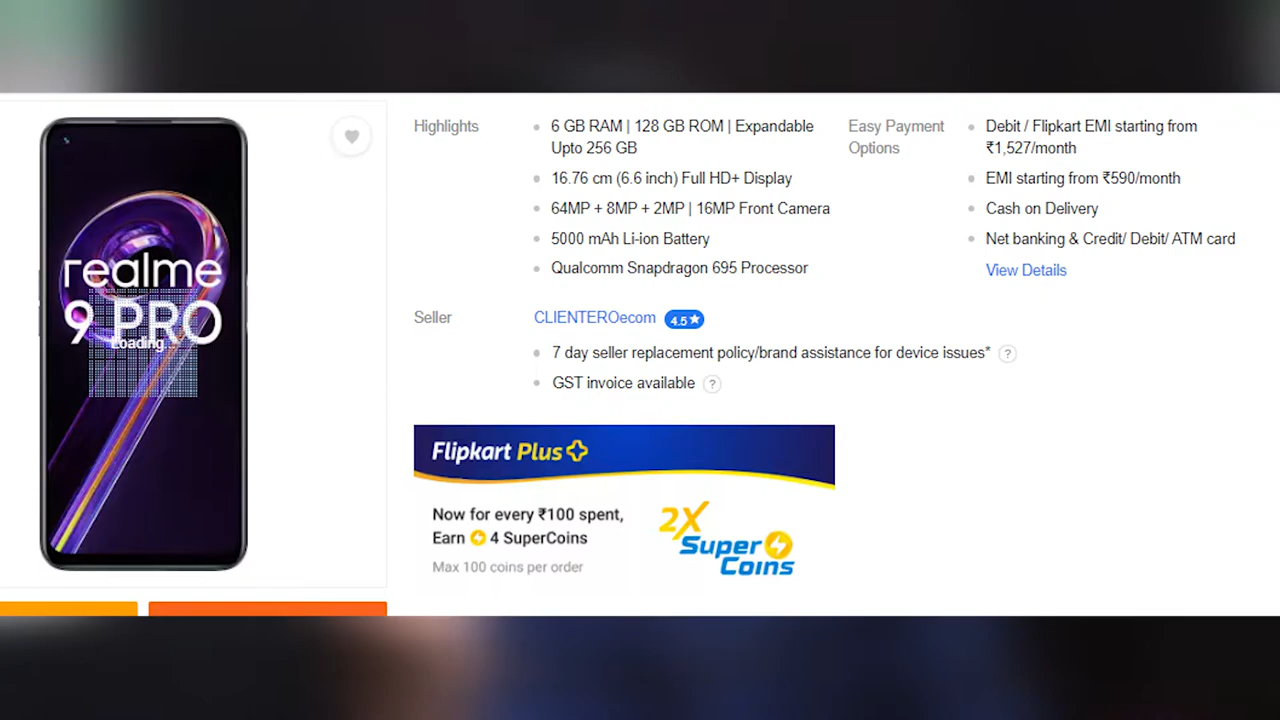 realme
9 PRO
Loading...
Highlights
6 GB RAM | 128 GB ROM | Expandable
Upto 256 GB
16.76 cm (6.6 inch) Full HD+ Display
64MP + 8MP + 2MP | 16MP Front Camera
5000 mAh Li-ion Battery
Qualcomm Snapdragon 695 Processor
Easy Payment
Options
Debit / Flipkart EMI starting from
₹1,527/month
EMI starting from ₹590/month
Cash on Delivery
Net banking & Credit/ Debit/ ATM card
View Details
Seller
CLIENTEROecom 4.5★
7 day seller replacement policy/brand assistance for device issues* ?
GST invoice available ?
Flipkart Plus
Now for every ₹100 spent,
Earn 4 SuperCoins
Max 100 coins per order
2X
Super
Coins